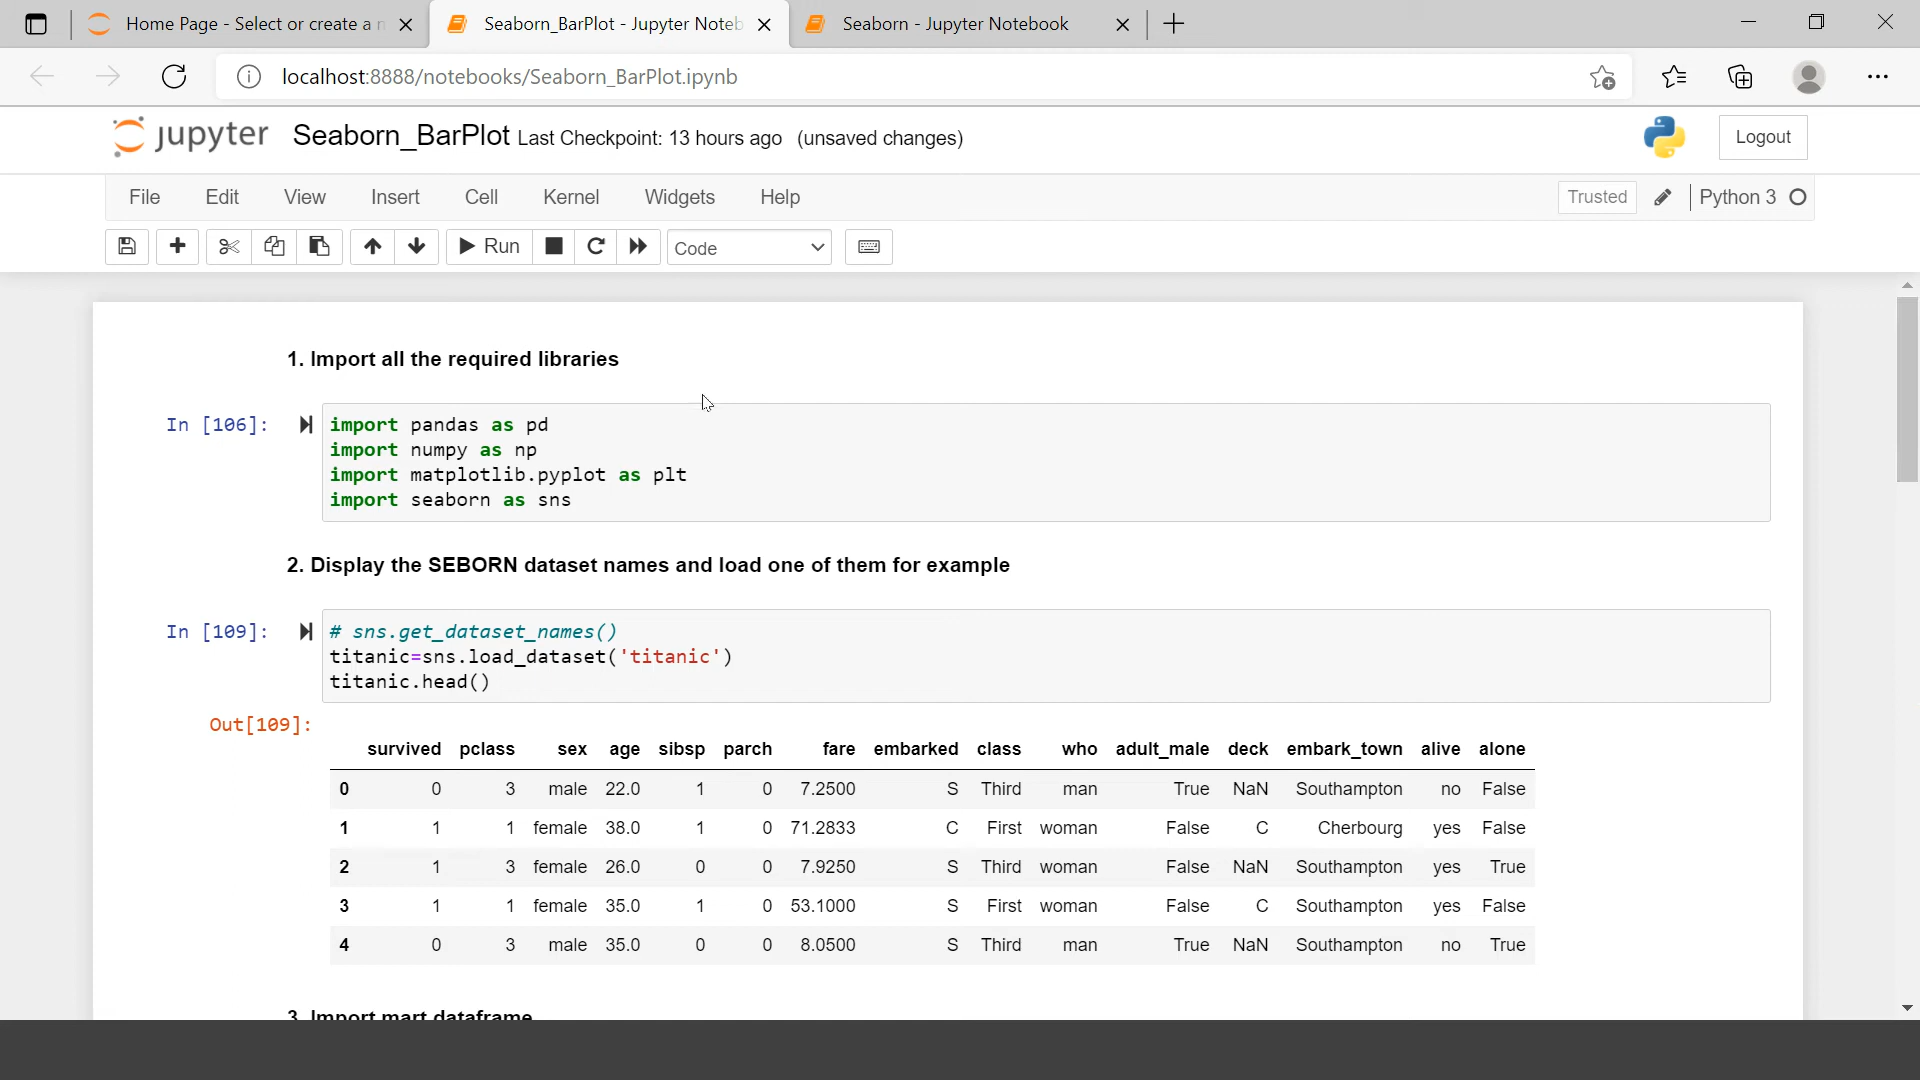 Home Page - Select or create a n
Seaborn_BarPlot - Jupyter Noteb
Seaborn - Jupyter Notebook
localhost:8888/notebooks/Seaborn_BarPlot.ipynb
jupyter Seaborn_BarPlot Last Checkpoint: 13 hours ago (unsaved changes)
Logout
File Edit View Insert Cell Kernel Widgets Help
Trusted Python 3
Run Code
1. Import all the required libraries
In [106]: import pandas as pd
import numpy as np
import matplotlib.pyplot as plt
import seaborn as sns
2. Display the SEBORN dataset names and load one of them for example
In [109]: # sns.get_dataset_names()
titanic=sns.load_dataset('titanic')
titanic.head()
Out[109]:
survived pclass sex age sibsp parch fare embarked class who adult_male deck embark_town alive alone
0 0 3 male 22.0 1 0 7.2500 S Third man True NaN Southampton no False
1 1 1 female 38.0 1 0 71.2833 C First woman False C Cherbourg yes False
2 1 3 female 26.0 0 0 7.9250 S Third woman False NaN Southampton yes True
3 1 1 female 35.0 1 0 53.1000 S First woman False C Southampton yes False
4 0 3 male 35.0 0 0 8.0500 S Third man True NaN Southampton no True
3. Import mart dataframe